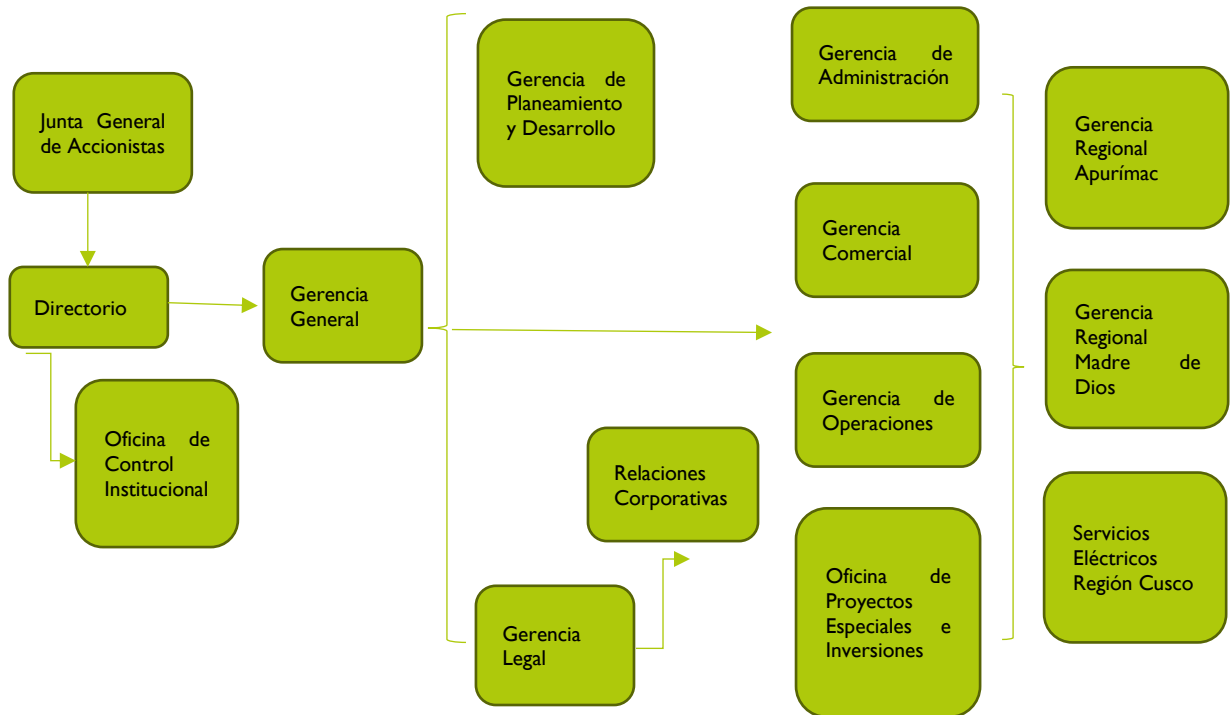 Junta General
de Accionistas
Directorio
Oficina de
Control
Institucional
Gerencia
General
Gerencia de
Planeamiento
y Desarrollo
Relaciones
Corporativas
Gerencia
Legal
Gerencia de
Administración
Gerencia
Comercial
Gerencia de
Operaciones
Oficina de
Proyectos
Especiales e
Inversiones
Gerencia
Regional
Apurímac
Gerencia
Regional
Madre de
Dios
Servicios
Eléctricos
Región Cusco